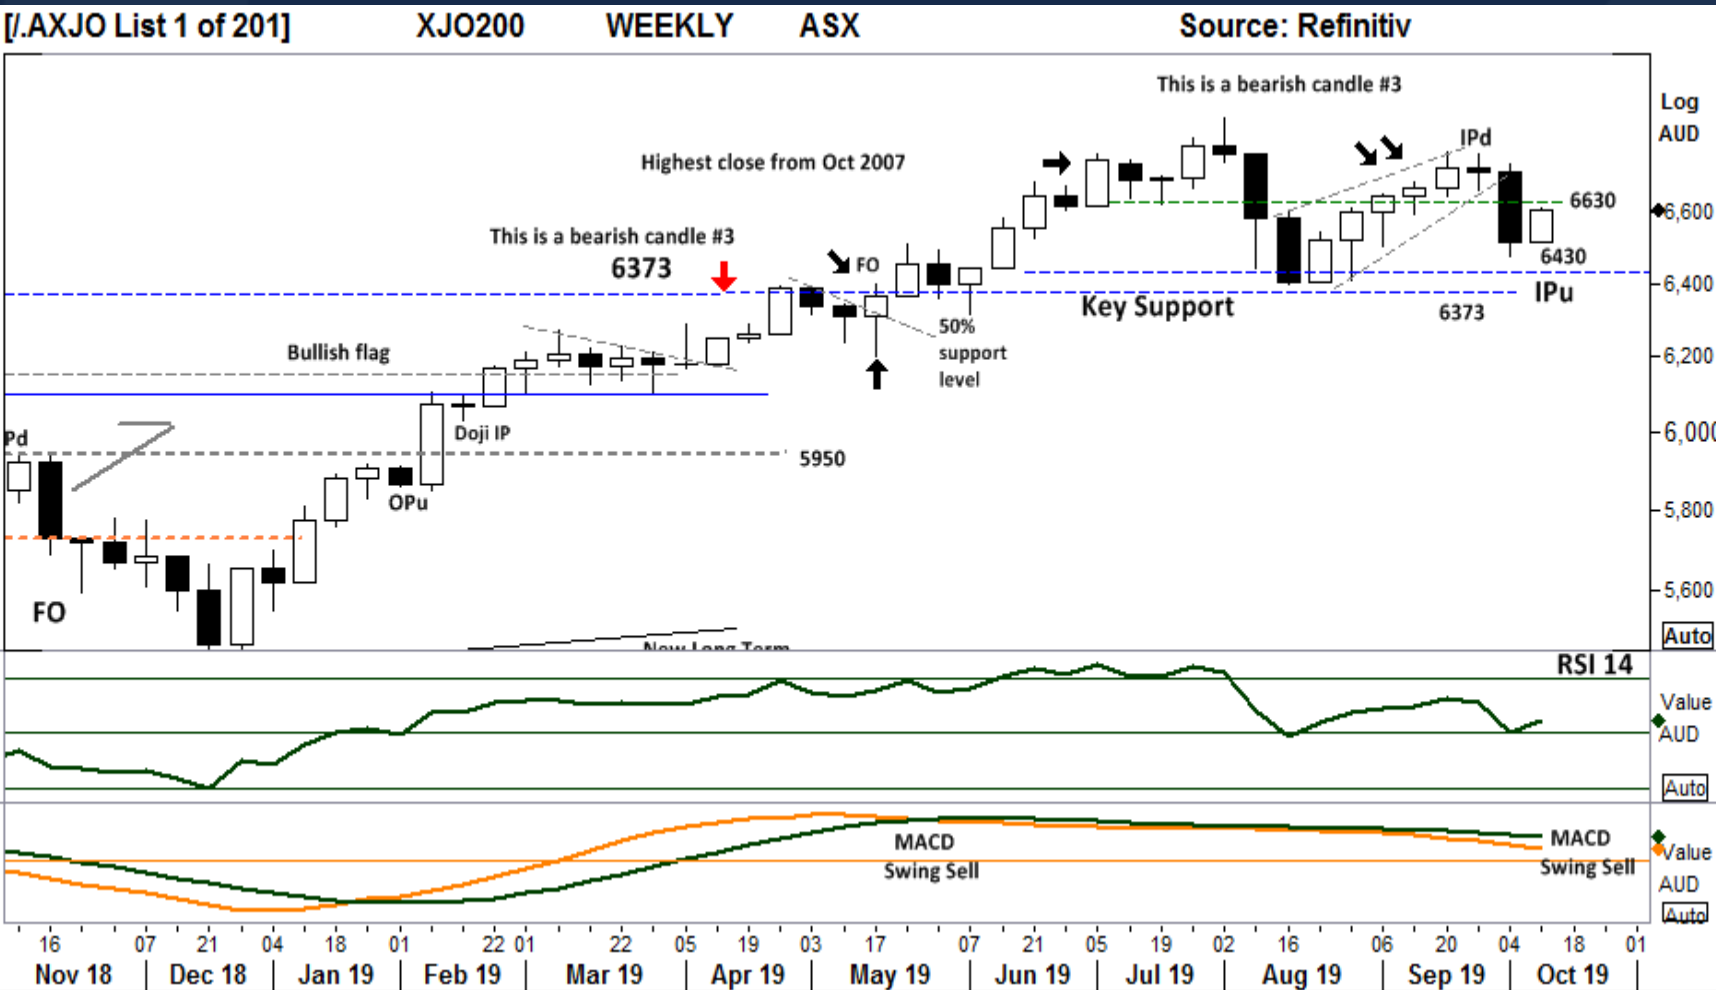 [/.AXJO List 1 of 201] XJO200 WEEKLY ASX Source: Refinitiv
This is a bearish candle #3
Log
AUD
IPd
Highest close from Oct 2007
6630
6,600
This is a bearish candle #3
6373
FO
6430
6,400
IPu
Key Support
6373
50%
support
level
Bullish flag
6,200
Doji IP
6,000
Pd
5950
OPu
5,800
5,600
FO
Auto
New Long Term
RSI 14
Value
AUD
Auto
MACD
Swing Sell
MACD
Swing Sell
Value
AUD
Auto
16 07 21 04 18 01 22 01 22 05 19 03 17 07 21 05 19 02 16 06 20 04 18 01
Nov 18 Dec 18 Jan 19 Feb 19 Mar 19 Apr 19 May 19 Jun 19 Jul 19 Aug 19 Sep 19 Oct 19